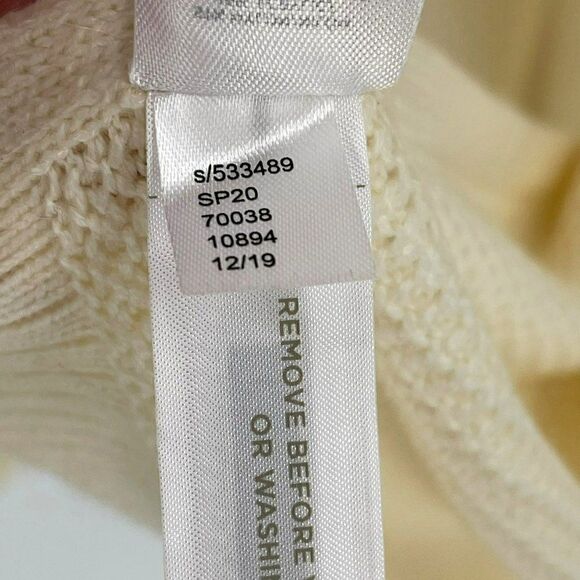 s/533489
SP20
70038
10894
12/19
REMOVE BEFORE
OR WASHI